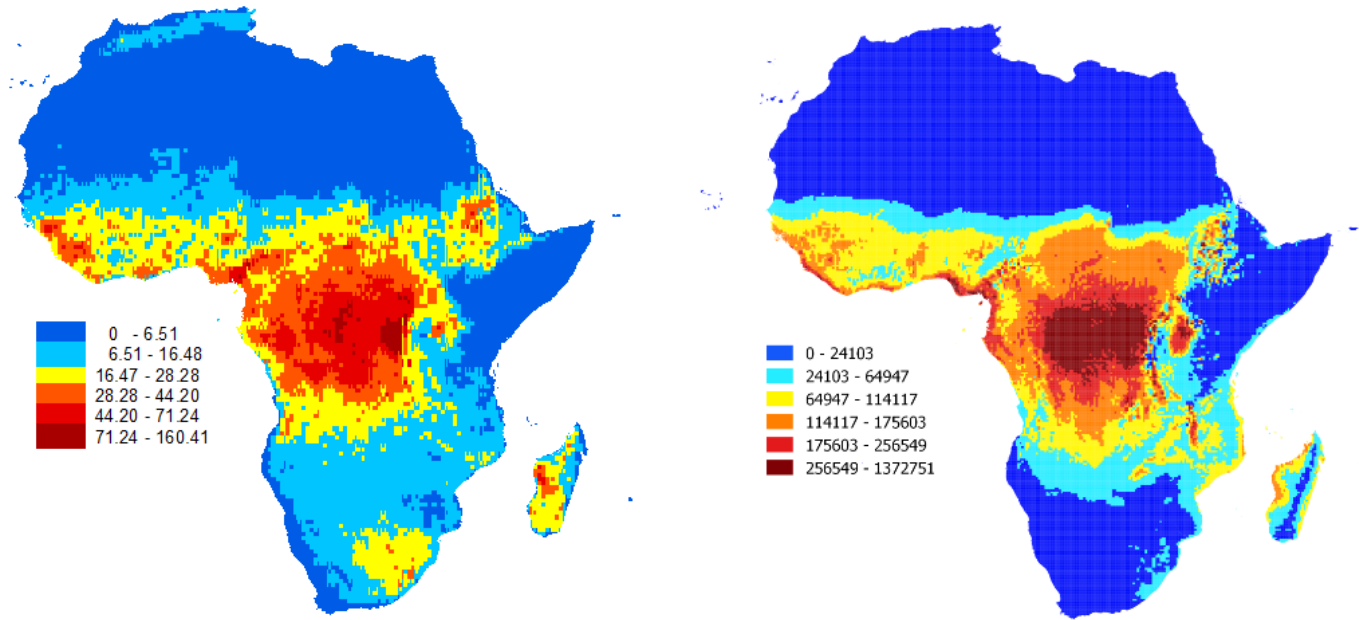 0 - 6.51
6.51 - 16.48
16.47 - 28.28
28.28 - 44.20
44.20 - 71.24
71.24 - 160.41
0 - 24103
24103 - 64947
64947 - 114117
114117 - 175603
175603 - 256549
256549 - 1372751